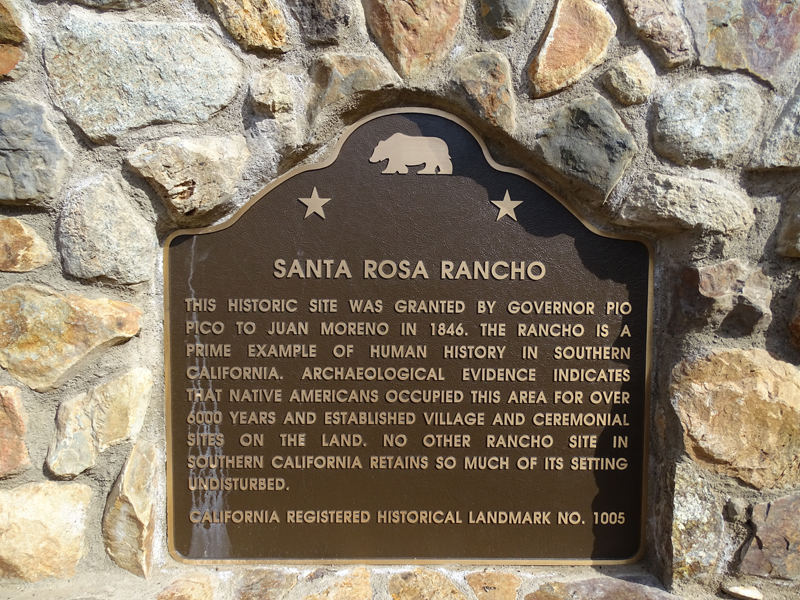 SANTA ROSA RANCHO
THIS HISTORIC SITE WAS GRANTED BY GOVERNOR PIO
PICO TO JUAN MORENO IN 1846. THE RANCHO IS A
PRIME EXAMPLE OF HUMAN HISTORY IN SOUTHERN
CALIFORNIA. ARCHAEOLOGICAL EVIDENCE INDICATES
THAT NATIVE AMERICANS OCCUPIED THIS AREA FOR OVER
6000 YEARS AND ESTABLISHED VILLAGE AND CEREMONIAL
SITES ON THE LAND. NO OTHER RANCHO SITE IN
SOUTHERN CALIFORNIA RETAINS SO MUCH OF ITS SETTING
UNDISTURBED.
CALIFORNIA REGISTERED HISTORICAL LANDMARK NO. 1005